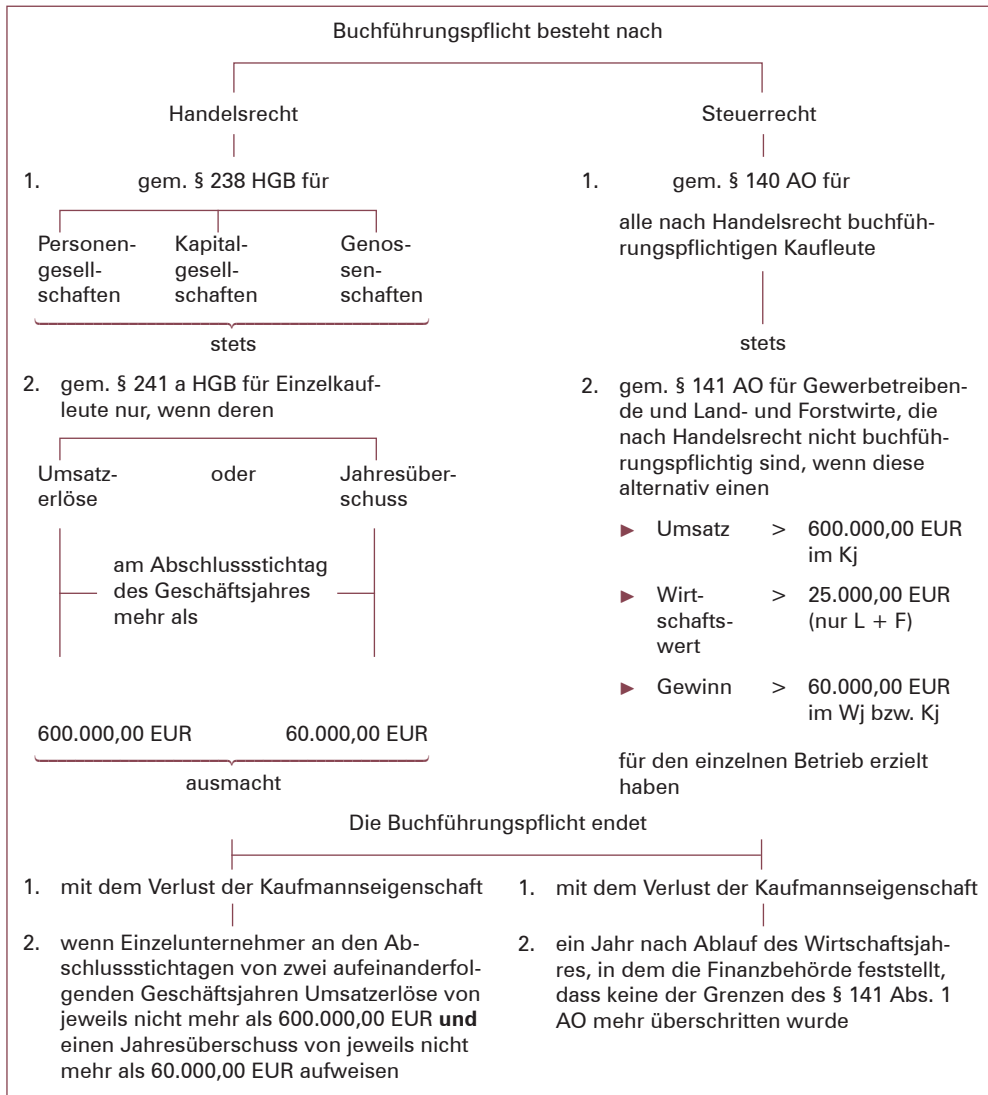 Buchführungspflicht besteht nach
Handelsrecht
1. gem. § 238 HGB für
Personen-
gesell-
schaften
Kapital-
gesell-
schaften
Genos-
sen-
schaften
stets
2. gem. § 241 a HGB für Einzelkauf-
leute nur, wenn deren
Umsatz-
erlöse
oder
Jahresüber-
schuss
am Abschlussstichtag
des Geschäftsjahres
mehr als
600.000,00 EUR 60.000,00 EUR
ausmacht
Steuerrecht
1. gem. § 140 AO für
alle nach Handelsrecht buchfüh-
rungspflichtigen Kaufleute
stets
2. gem. § 141 AO für Gewerbetreiben-
de und Land- und Forstwirte, die
nach Handelsrecht nicht buchfüh-
rungspflichtig sind, wenn diese
alternativ einen
► Umsatz > 600.000,00 EUR
im Kj
► Wirt- > 25.000,00 EUR
schafts- (nur L + F)
wert
► Gewinn > 60.000,00 EUR
im Wj bzw. Kj
für den einzelnen Betrieb erzielt
haben
Die Buchführungspflicht endet
1. mit dem Verlust der Kaufmannseigenschaft
2. wenn Einzelunternehmer an den Ab-
schlussstichtagen von zwei aufeinanderfol-
genden Geschäftsjahren Umsatzerlöse von
jeweils nicht mehr als 600.000,00 EUR und
einen Jahresüberschuss von jeweils nicht
mehr als 60.000,00 EUR aufweisen
1. mit dem Verlust der Kaufmannseigenschaft
2. ein Jahr nach Ablauf des Wirtschaftsjah-
res, in dem die Finanzbehörde feststellt,
dass keine der Grenzen des § 141 Abs. 1
AO mehr überschritten wurde